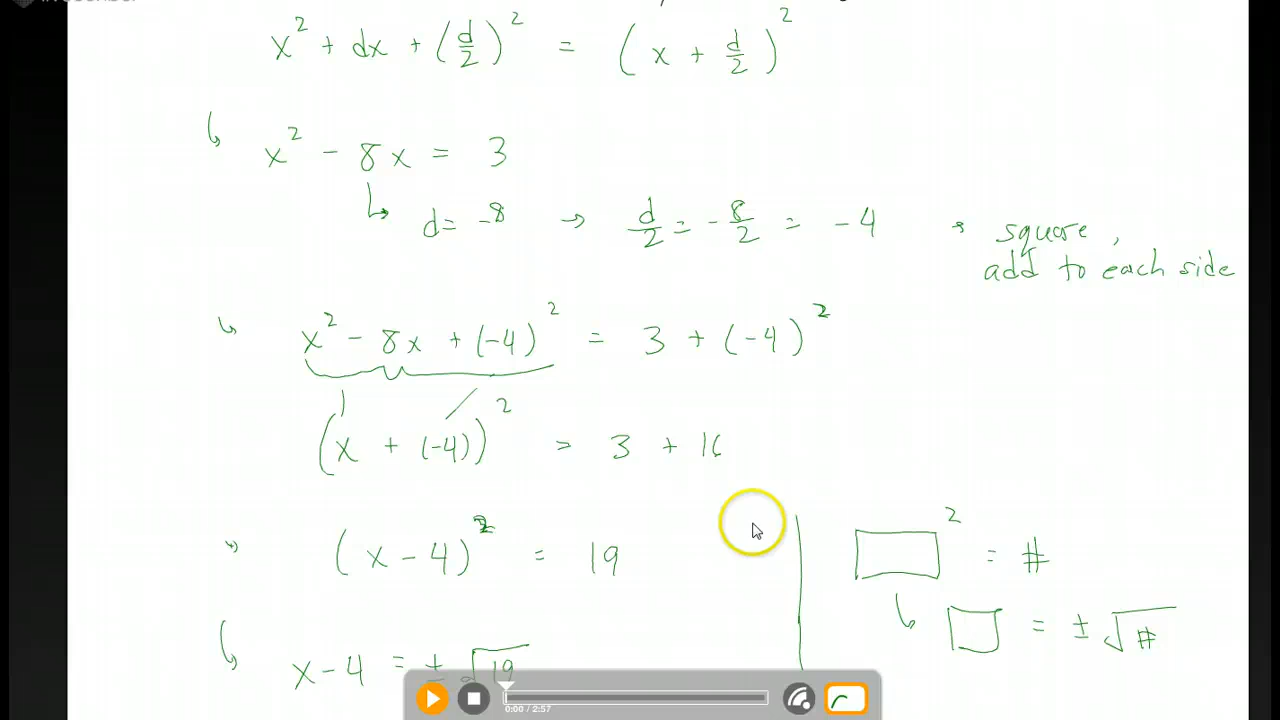 x² + dx + (d/2)² = (x + d/2)²
↳ x² - 8x = 3
↳ d = -8 → d/2 = -8/2 = -4 → square,
add to each side
↳ x² - 8x + (-4)² = 3 + (-4)²
(x + (-4))² = 3 + 16
↳ (x - 4)² = 19
□² = #
↳ □ = ± √#
↳ x - 4 = ± √19
0:00 / 2:57